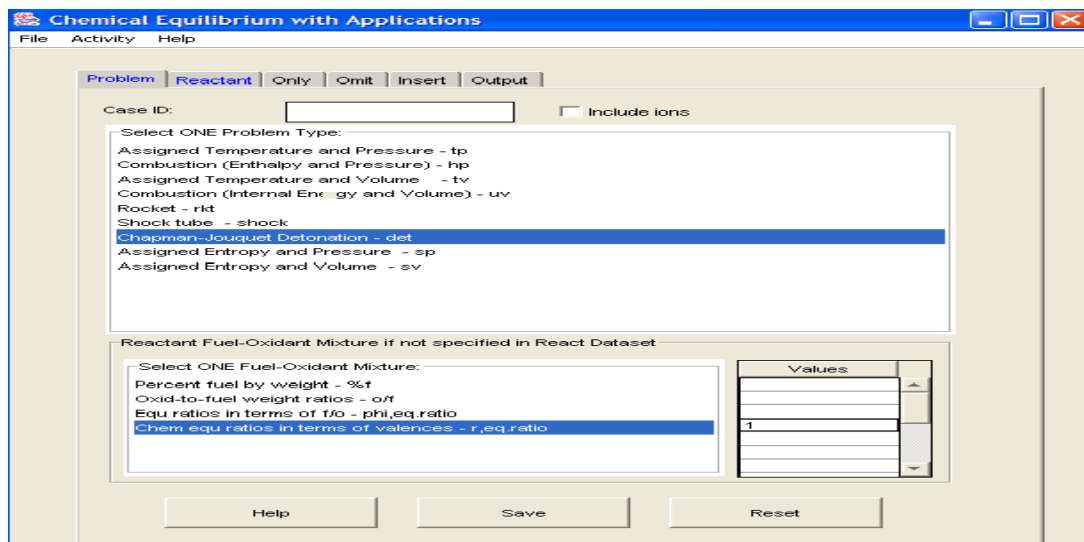 Chemical Equilibrium with Applications
File Activity Help
Problem Reactant Only Omit Insert Output
Case ID: Include ions
Select ONE Problem Type:
Assigned Temperature and Pressure - tp
Combustion (Enthalpy and Pressure) - hp
Assigned Temperature and Volume - tv
Combustion (Internal Ene gy and Volume) - uv
Rocket - rkt
Shock tube - shock
Chapman-Jouquet Detonation - det
Assigned Entropy and Pressure - sp
Assigned Entropy and Volume - sv
Reactant Fuel-Oxidant Mixture if not specified in React Dataset
Select ONE Fuel-Oxidant Mixture: Values
Percent fuel by weight - %f
Oxid-to-fuel weight ratios - o/f
Equ ratios in terms of f/o - phi,eq.ratio
Chem equ ratios in terms of valences - r,eq.ratio 1
Help Save Reset